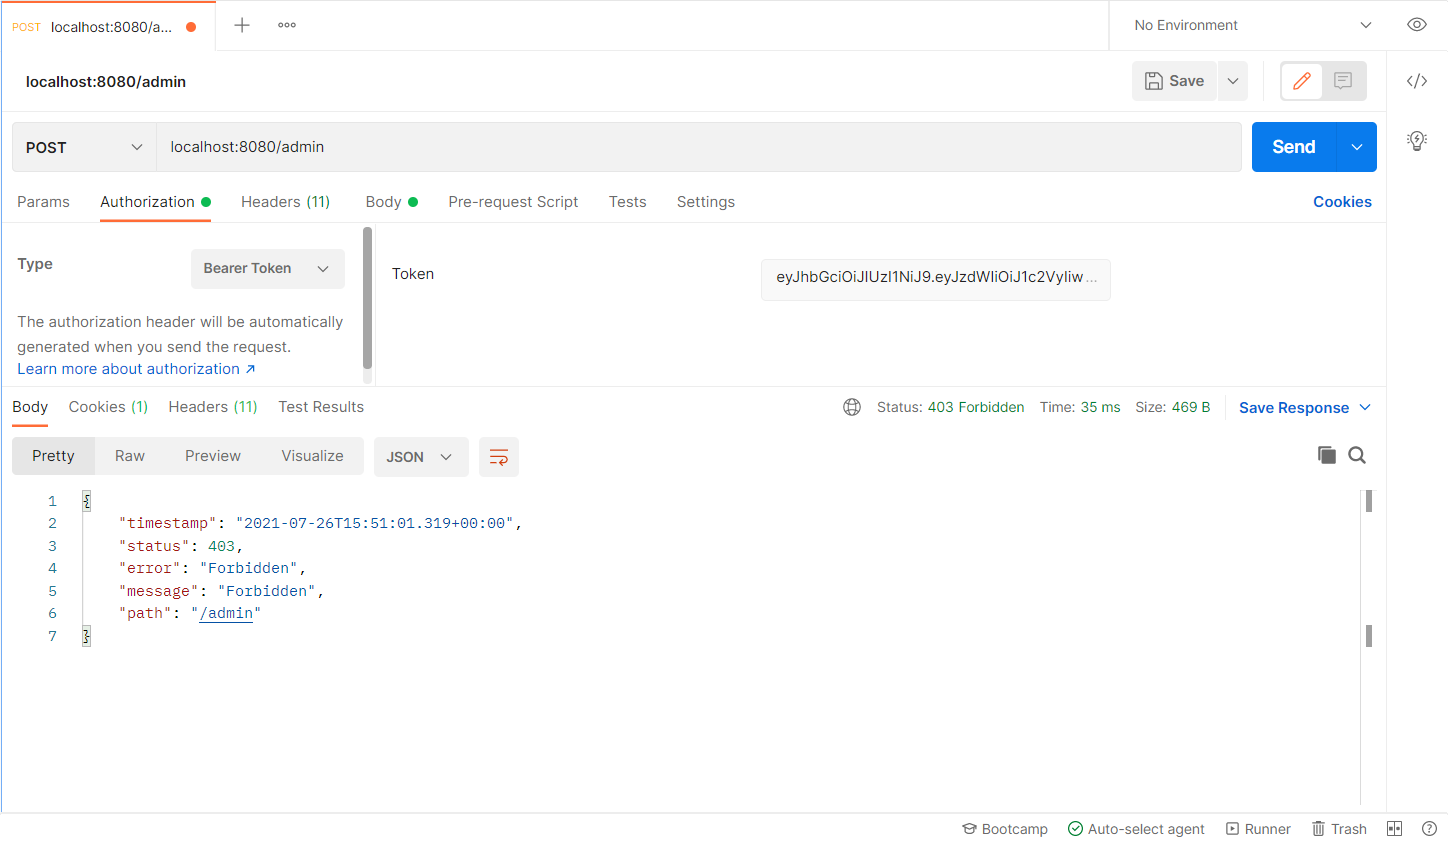 POST localhost:8080/a...
No Environment
localhost:8080/admin
Save
POST localhost:8080/admin
Send
Params Authorization Headers (11) Body Pre-request Script Tests Settings Cookies
Type Bearer Token
Token eyJhbGciOiJIUzI1NiJ9.eyJzdWIiOiJ1c2VyIiw...
The authorization header will be automatically
generated when you send the request.
Learn more about authorization ↗
Body Cookies (1) Headers (11) Test Results Status: 403 Forbidden Time: 35 ms Size: 469 B Save Response
Pretty Raw Preview Visualize JSON
1 {
2 "timestamp": "2021-07-26T15:51:01.319+00:00",
3 "status": 403,
4 "error": "Forbidden",
5 "message": "Forbidden",
6 "path": "/admin"
7 }
Bootcamp Auto-select agent Runner Trash